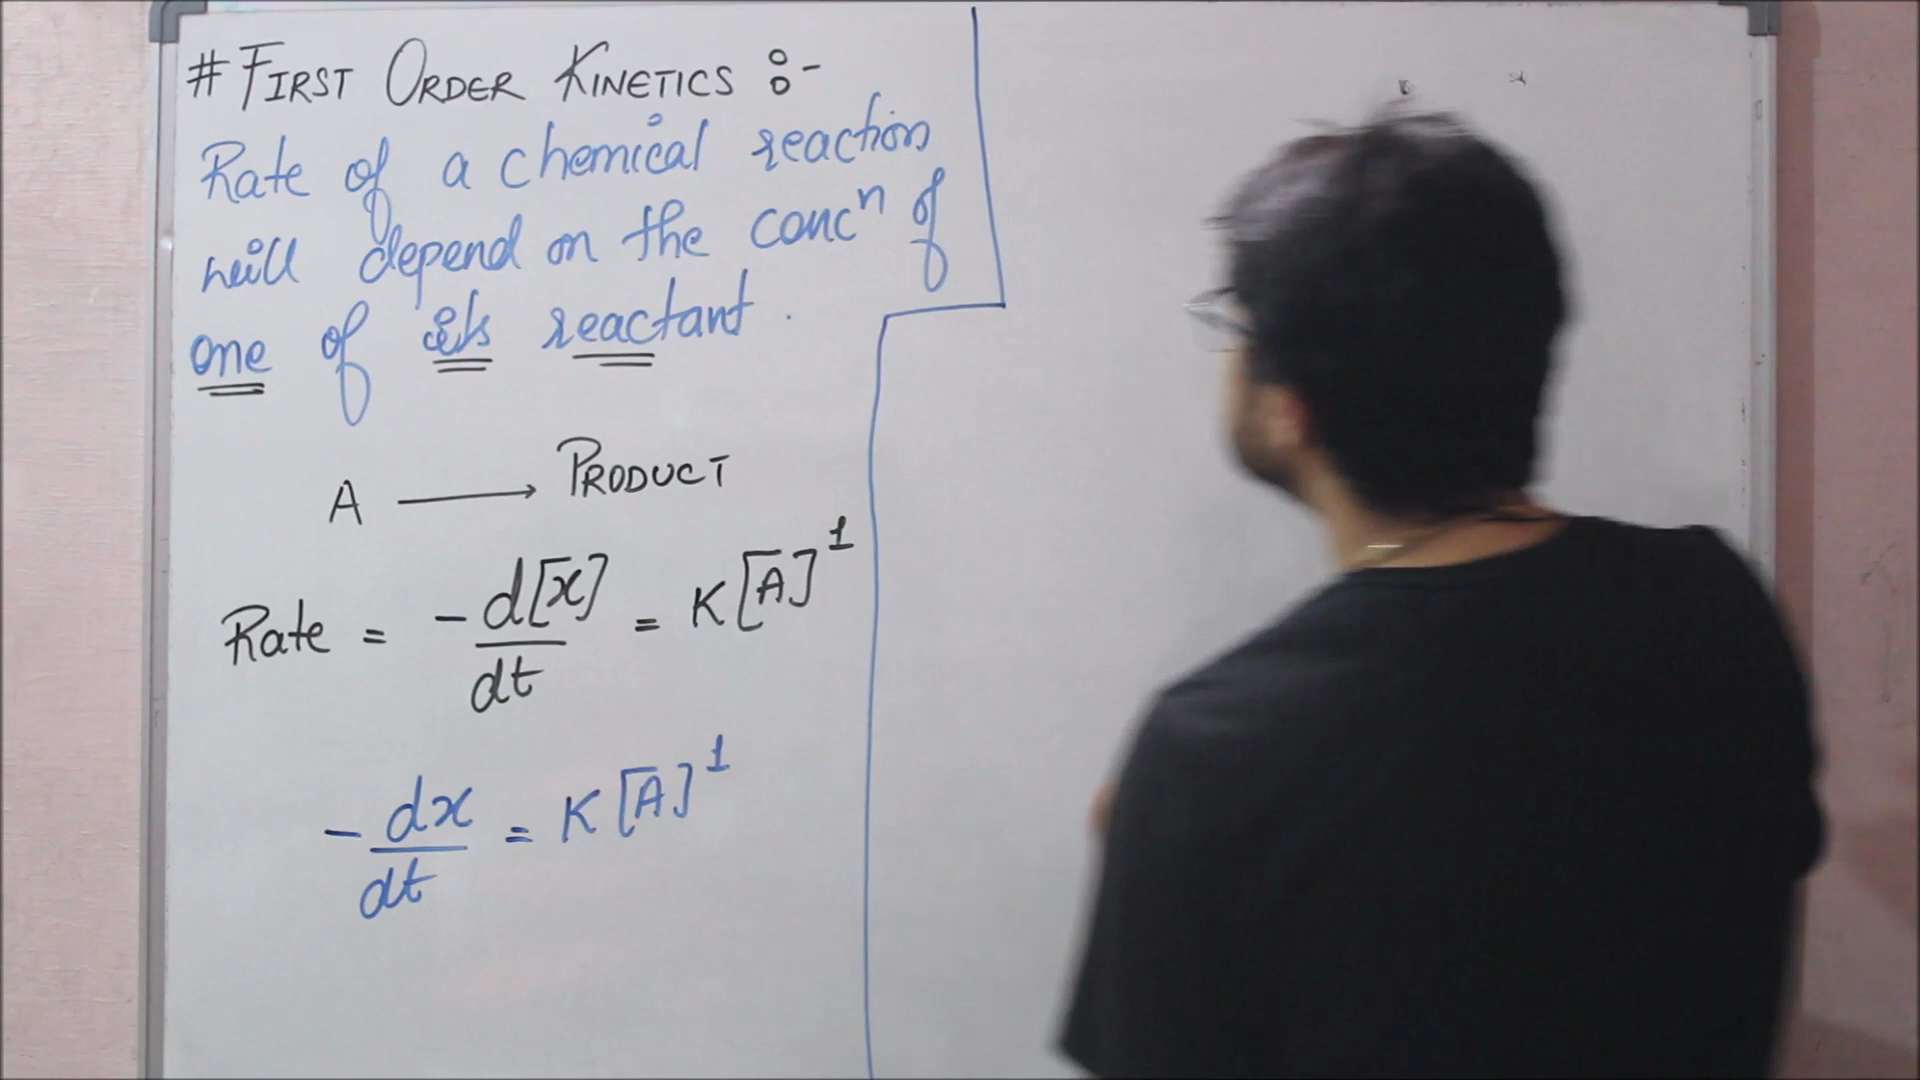 # FIRST ORDER KINETICS :-
Rate of a chemical reaction
will depend on the concⁿ of
one of its reactant.
A ⟶ PRODUCT
Rate = -d[x]/dt = K[A]¹
-dx/dt = K[A]¹